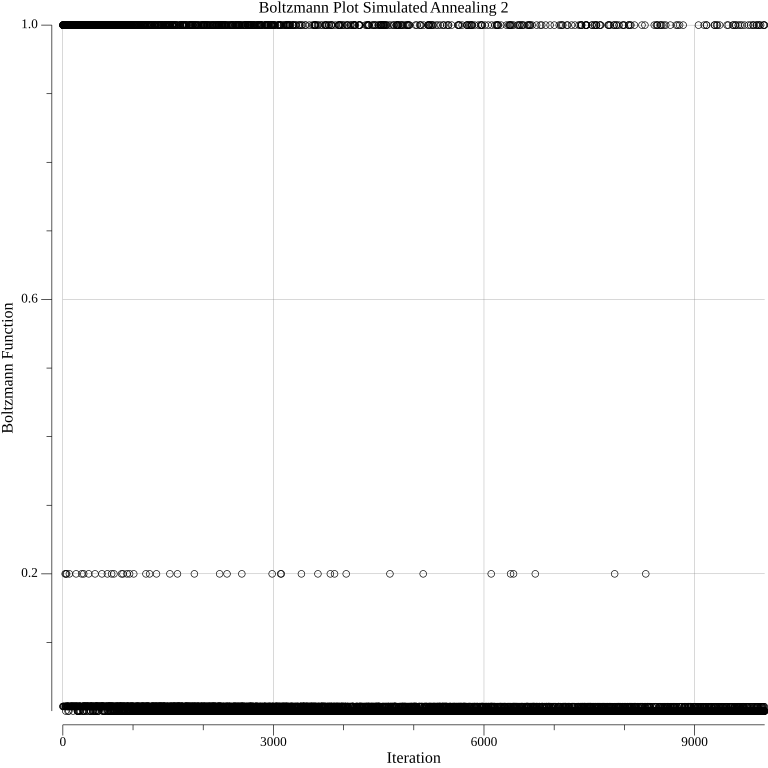 Boltzmann Plot Simulated Annealing 2
1.0
0.6
0.2
Boltzmann Function
0 3000 6000 9000
Iteration